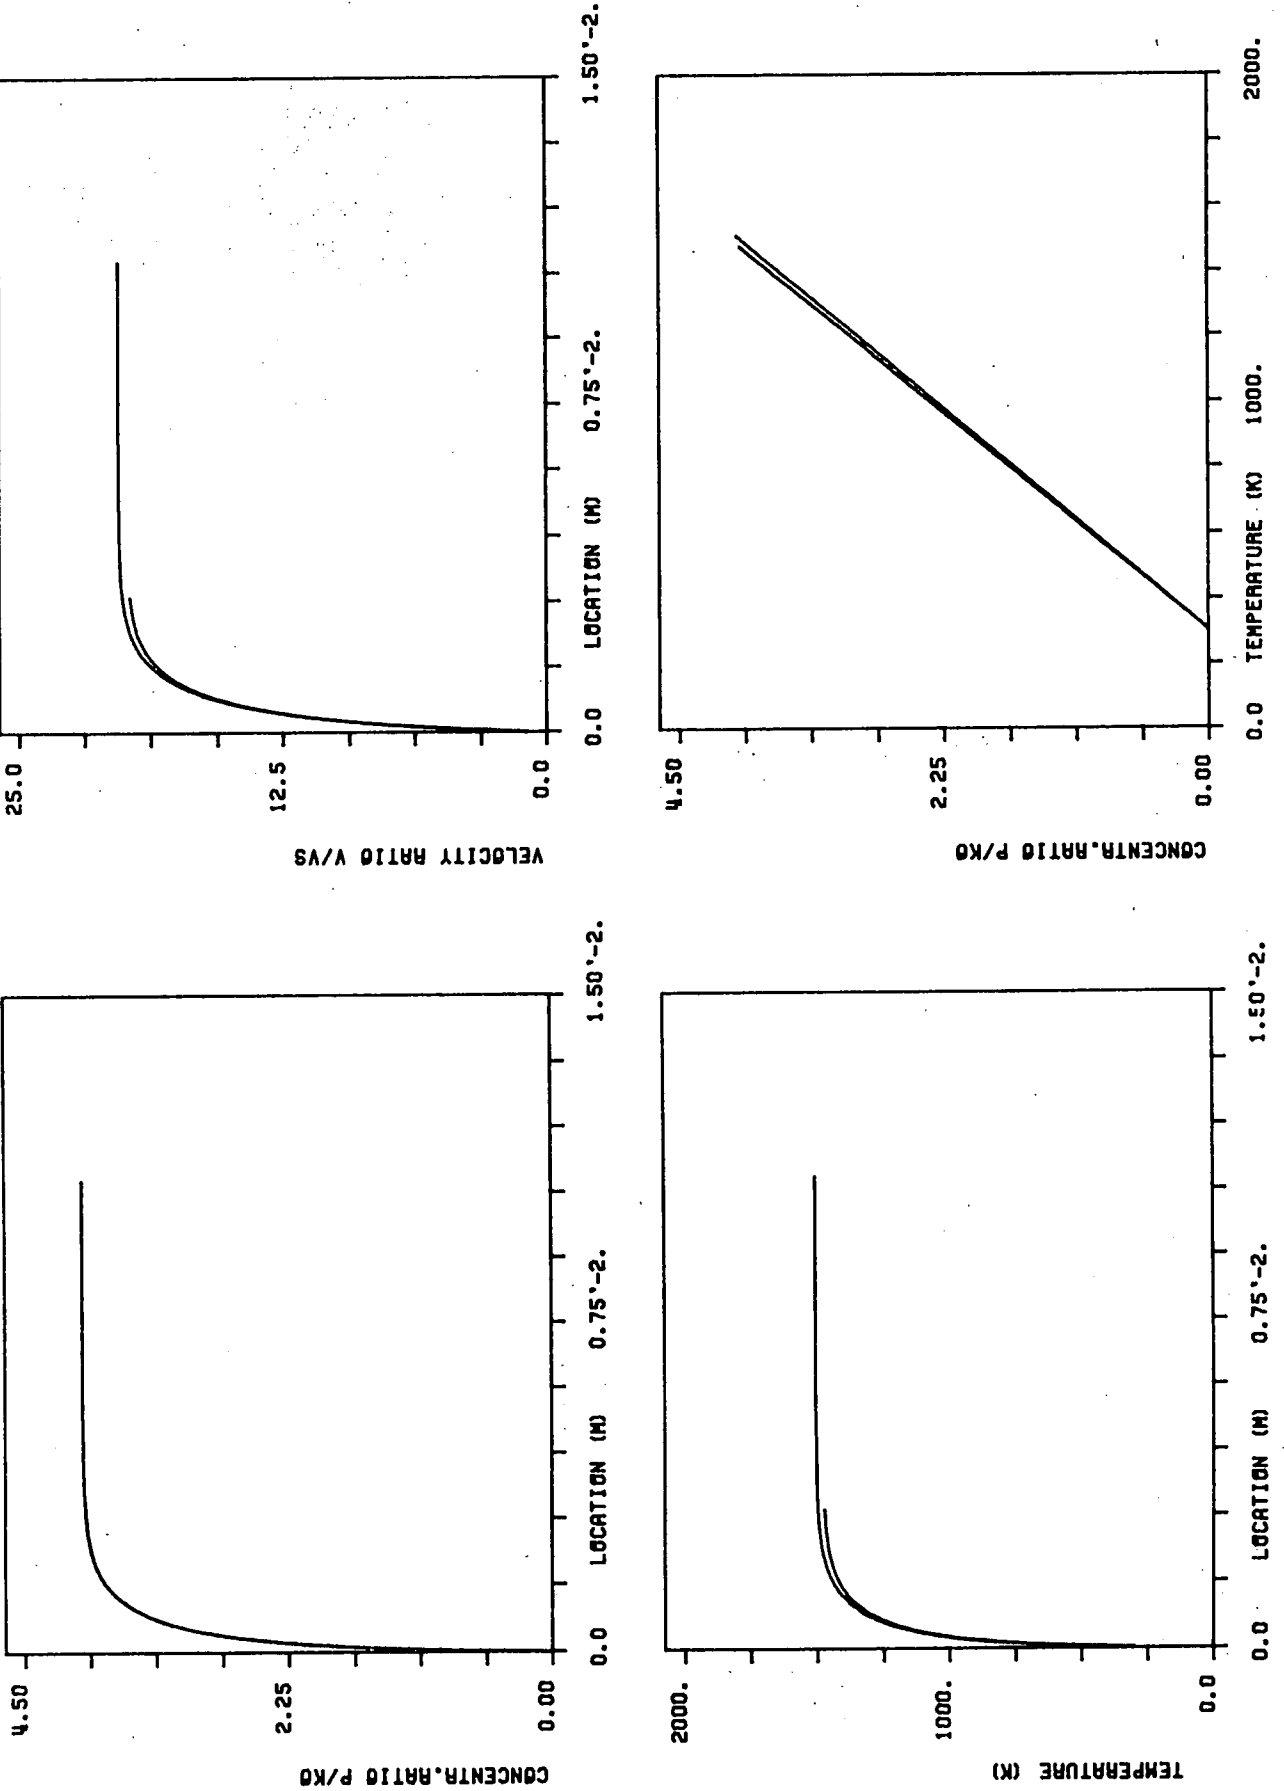 25.0
12.5
0.0
VELOCITY RATIO V/VS
0.0 LOCATION (M) 0.75'-2. 1.50'-2.
4.50
2.25
0.00
CONCENTR.RATIO P/KO
0.0 TEMPERATURE (K) 1000. 2000.
4.50
2.25
0.00
CONCENTR.RATIO P/KO
0.0 LOCATION (M) 0.75'-2. 1.50'-2.
2000.
1000.
0.0
TEMPERATURE (K)
0.0 LOCATION (M) 0.75'-2. 1.50'-2.